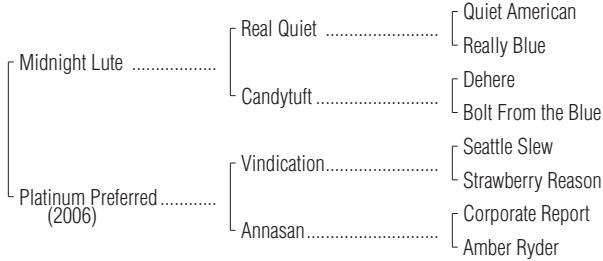 Quiet American
Real Quiet ........................
Really Blue
Midnight Lute ..................
Dehere
Candytuft ..........................
Bolt From the Blue
Seattle Slew
Vindication........................
Strawberry Reason
Platinum Preferred ............
(2006)
Corporate Report
Annasan............................
Amber Ryder